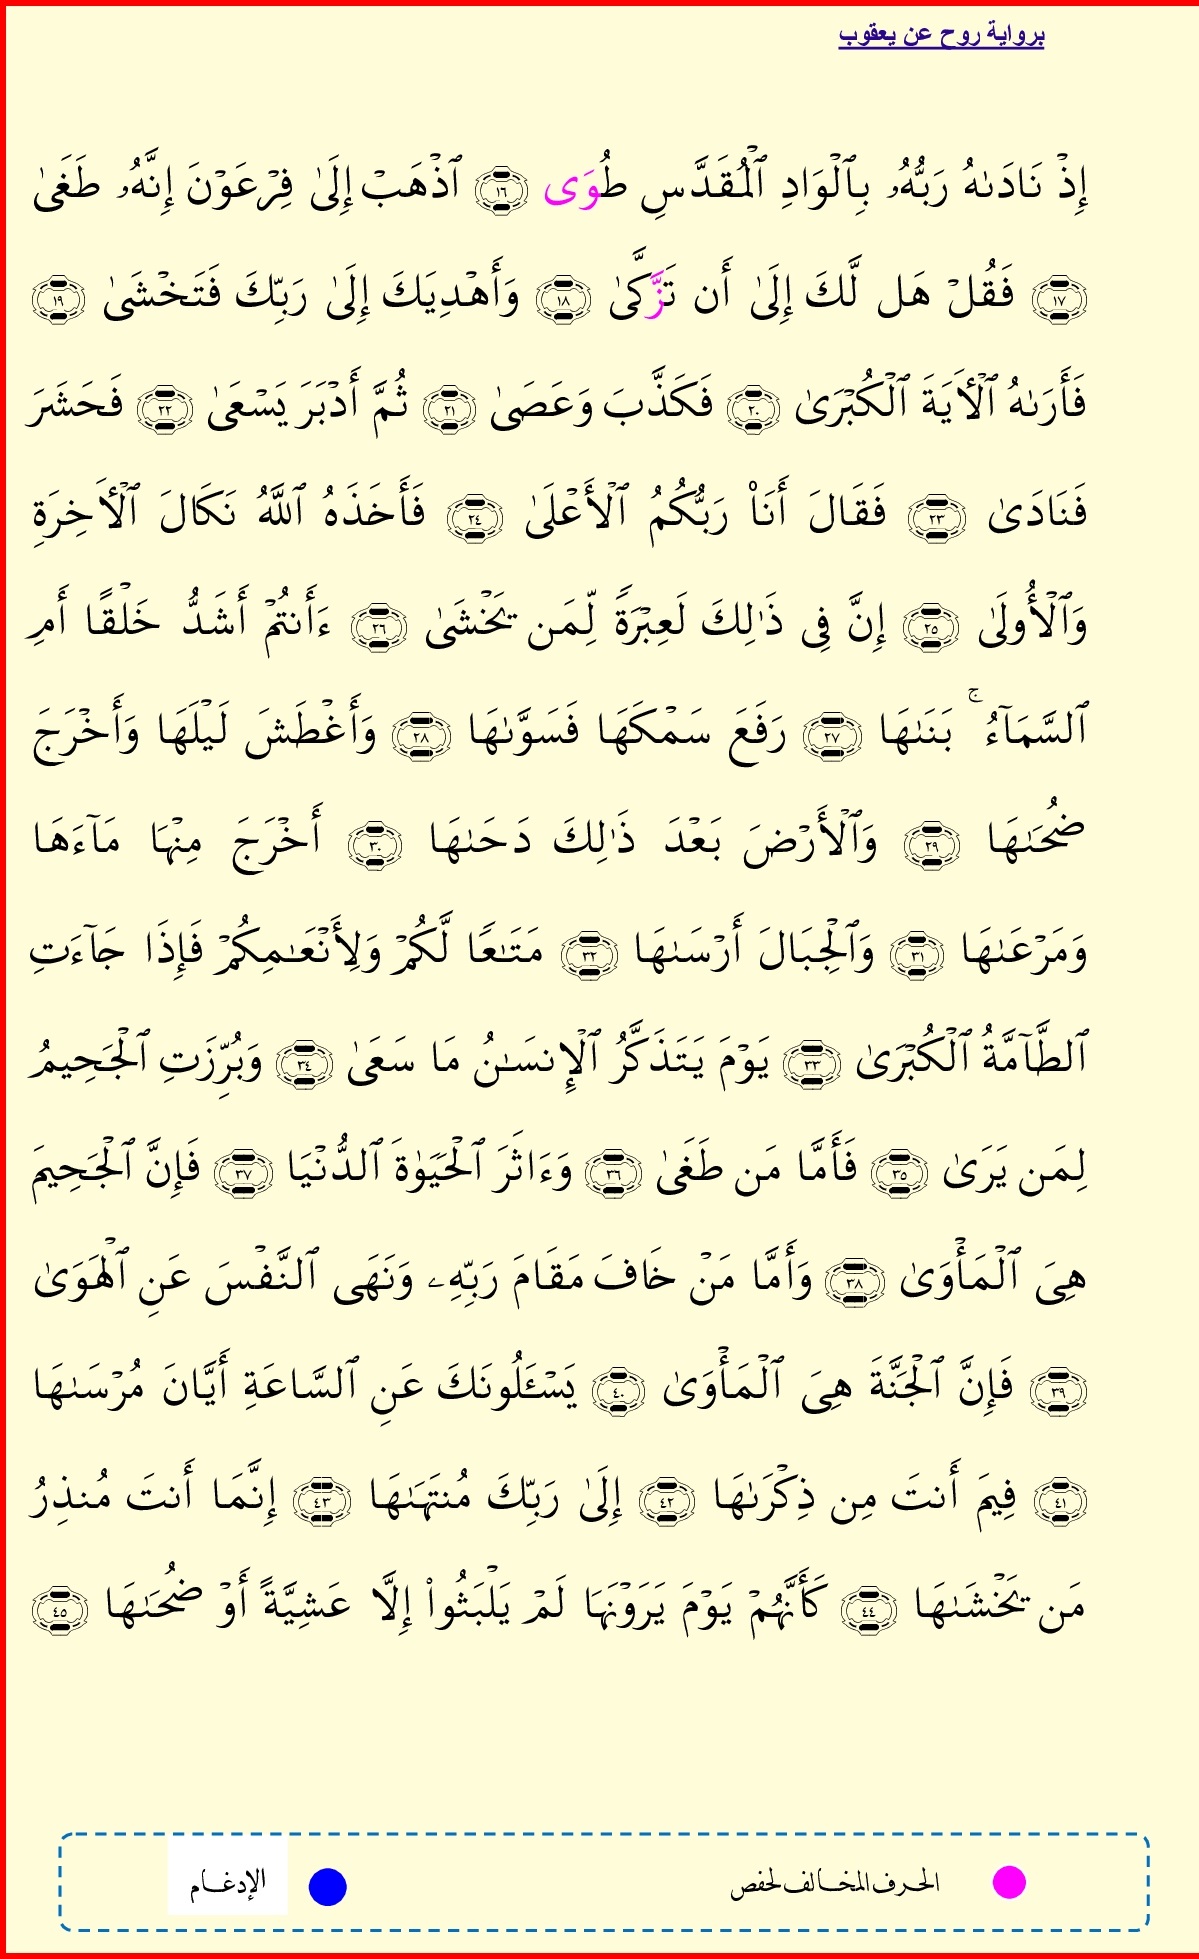 برواية روح عن يعقوب
إِذۡ نَادَىٰهُ رَبُّهُۥ بِٱلۡوَادِ ٱلۡمُقَدَّسِ طُوَى ١٦ ٱذۡهَبۡ إِلَىٰ فِرۡعَوۡنَ إِنَّهُۥ طَغَىٰ
١٧ فَقُلۡ هَل لَّكَ إِلَىٰٓ أَن تَزَّكَّىٰ ١٨ وَأَهۡدِيَكَ إِلَىٰ رَبِّكَ فَتَخۡشَىٰ ١٩
فَأَرَىٰهُ ٱلۡأَيَةَ ٱلۡكُبۡرَىٰ ٢٠ فَكَذَّبَ وَعَصَىٰ ٢١ ثُمَّ أَدۡبَرَ يَسۡعَىٰ ٢٢ فَحَشَرَ
فَنَادَىٰ ٢٣ فَقَالَ أَنَا۠ رَبُّكُمُ ٱلۡأَعۡلَىٰ ٢٤ فَأَخَذَهُ ٱللَّهُ نَكَالَ ٱلۡأَخِرَةِ
وَٱلۡأُولَىٰ ٢٥ إِنَّ فِى ذَٰلِكَ لَعِبۡرَةً لِّمَن يَخۡشَىٰ ٢٦ ءَأَنتُمۡ أَشَدُّ خَلۡقًا أَمِ
ٱلسَّمَآءُ ۚ بَنَىٰهَا ٢٧ رَفَعَ سَمۡكَهَا فَسَوَّىٰهَا ٢٨ وَأَغۡطَشَ لَيۡلَهَا وَأَخۡرَجَ
ضُحَىٰهَا ٢٩ وَٱلۡأَرۡضَ بَعۡدَ ذَٰلِكَ دَحَىٰهَا ٣٠ أَخۡرَجَ مِنۡهَا مَآءَهَا
وَمَرۡعَىٰهَا ٣١ وَٱلۡجِبَالَ أَرۡسَىٰهَا ٣٢ مَتَـٰعًا لَّكُمۡ وَلِأَنۡعَـٰمِكُمۡ فَإِذَا جَآءَتِ
ٱلطَّآمَّةُ ٱلۡكُبۡرَىٰ ٣٣ يَوۡمَ يَتَذَكَّرُ ٱلۡإِنسَـٰنُ مَا سَعَىٰ ٣٤ وَبُرِّزَتِ ٱلۡجَحِيمُ
لِمَن يَرَىٰ ٣٥ فَأَمَّا مَن طَغَىٰ ٣٦ وَءَاثَرَ ٱلۡحَيَوٰةَ ٱلدُّنۡيَا ٣٧ فَإِنَّ ٱلۡجَحِيمَ
هِىَ ٱلۡمَأۡوَىٰ ٣٨ وَأَمَّا مَنۡ خَافَ مَقَامَ رَبِّهِۦ وَنَهَى ٱلنَّفۡسَ عَنِ ٱلۡهَوَىٰ
٣٩ فَإِنَّ ٱلۡجَنَّةَ هِىَ ٱلۡمَأۡوَىٰ ٤٠ يَسۡـَٔلُونَكَ عَنِ ٱلسَّاعَةِ أَيَّانَ مُرۡسَىٰهَا
٤١ فِيمَ أَنتَ مِن ذِكۡرَىٰهَا ٤٢ إِلَىٰ رَبِّكَ مُنتَهَىٰهَا ٤٣ إِنَّمَا أَنتَ مُنذِرُ
مَن يَخۡشَىٰهَا ٤٤ كَأَنَّهُمۡ يَوۡمَ يَرَوۡنَهَا لَمۡ يَلۡبَثُوا۟ إِلَّا عَشِيَّةً أَوۡ ضُحَىٰهَا ٤٥
الحرف المخالف لحفص
الإدغام